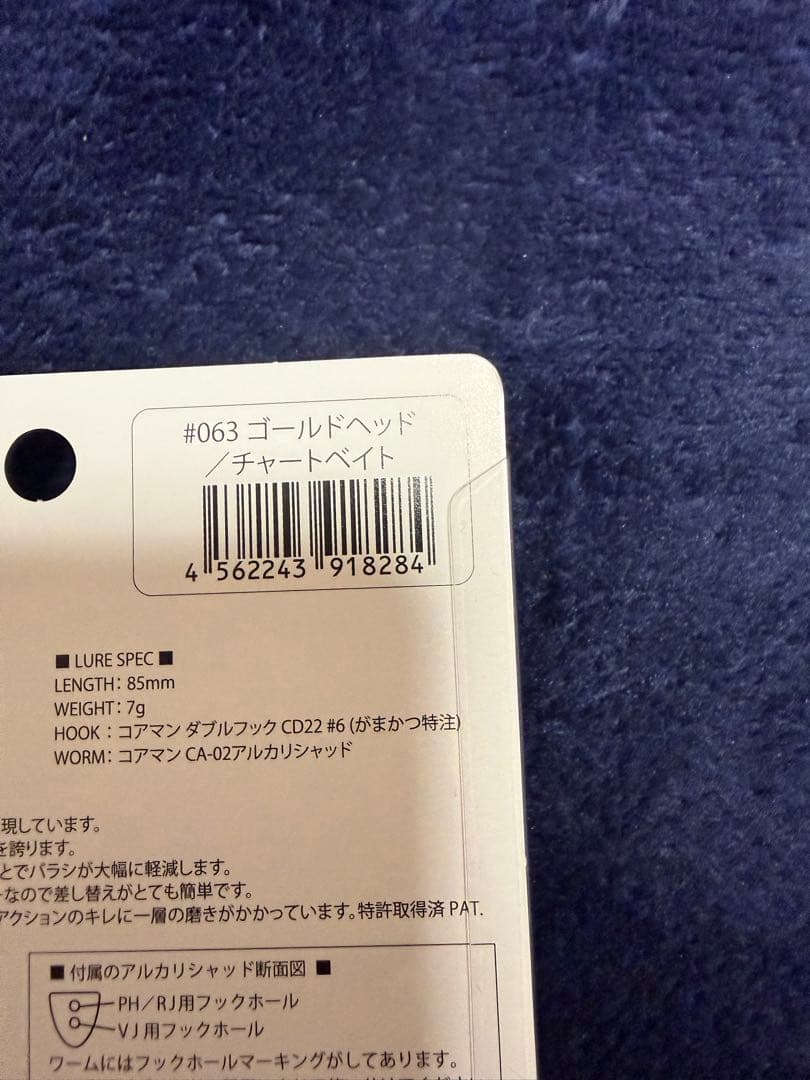 #063 ゴールドヘッド
／チャートベイト
4 562243 918284
■ LURE SPEC ■
LENGTH：85mm
WEIGHT：7g
HOOK：コアマン ダブルフック CD22 #6 (がまかつ特注)
WORM：コアマン CA-02アルカリシャッド
現しています。
を誇ります。
とでバラシが大幅に軽減します。
なので差し替えがとても簡単です。
アクションのキレに一層の磨きがかかっています。特許取得済 PAT.
■ 付属のアルカリシャッド断面図 ■
PH／RJ用フックホール
VJ用フックホール
ワームにはフックホールマーキングがしてあります。